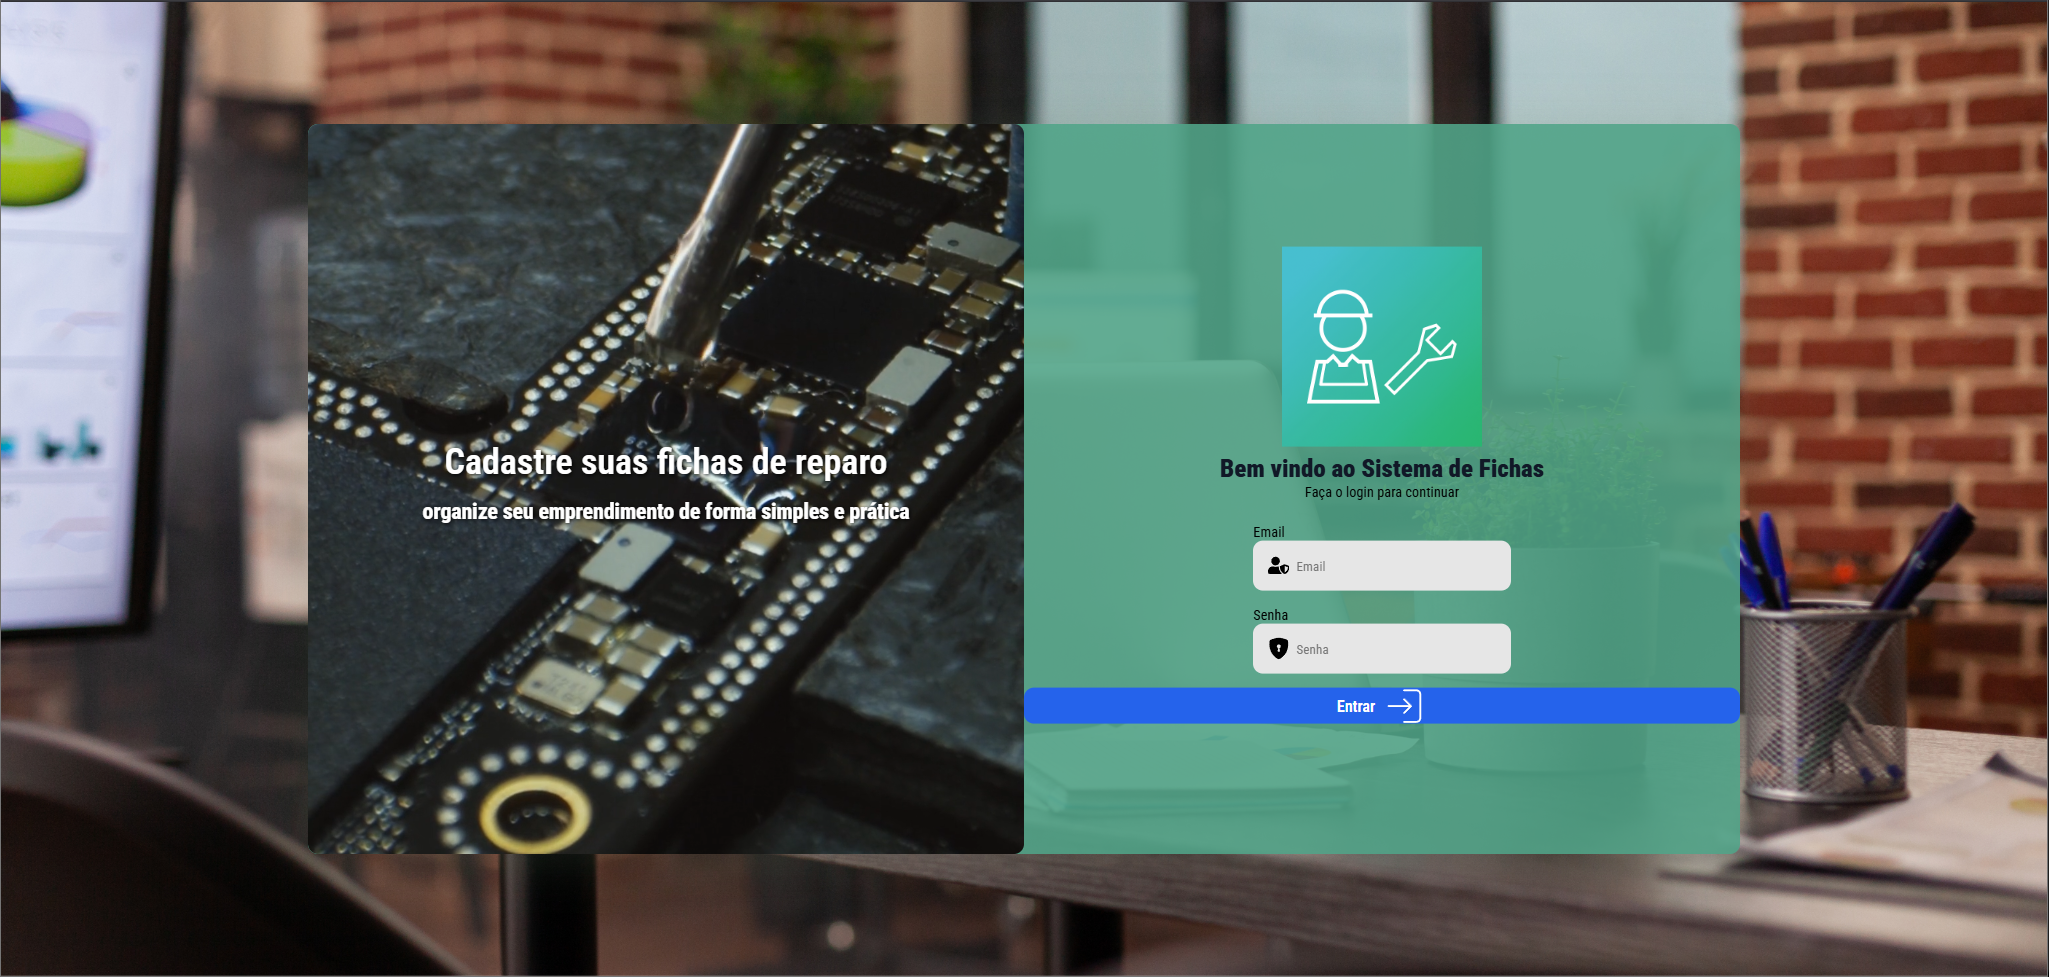 Cadastre suas fichas de reparo
organize seu emprendimento de forma simples e prática
Bem vindo ao Sistema de Fichas
Faça o login para continuar
Email
Email
Senha
Senha
Entrar